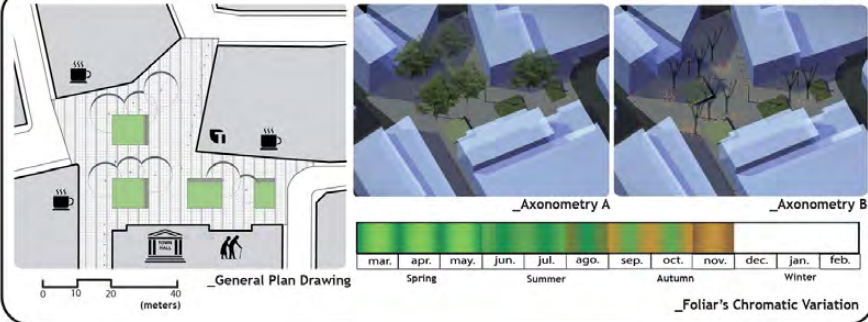 TOWN
HALL
_General Plan Drawing
0 10 20 40
(meters)
_Axonometry A
_Axonometry B
mar. apr. may. jun. jul. ago. sep. oct. nov. dec. jan. feb.
Spring Summer Autumn Winter
_Foliar's Chromatic Variation